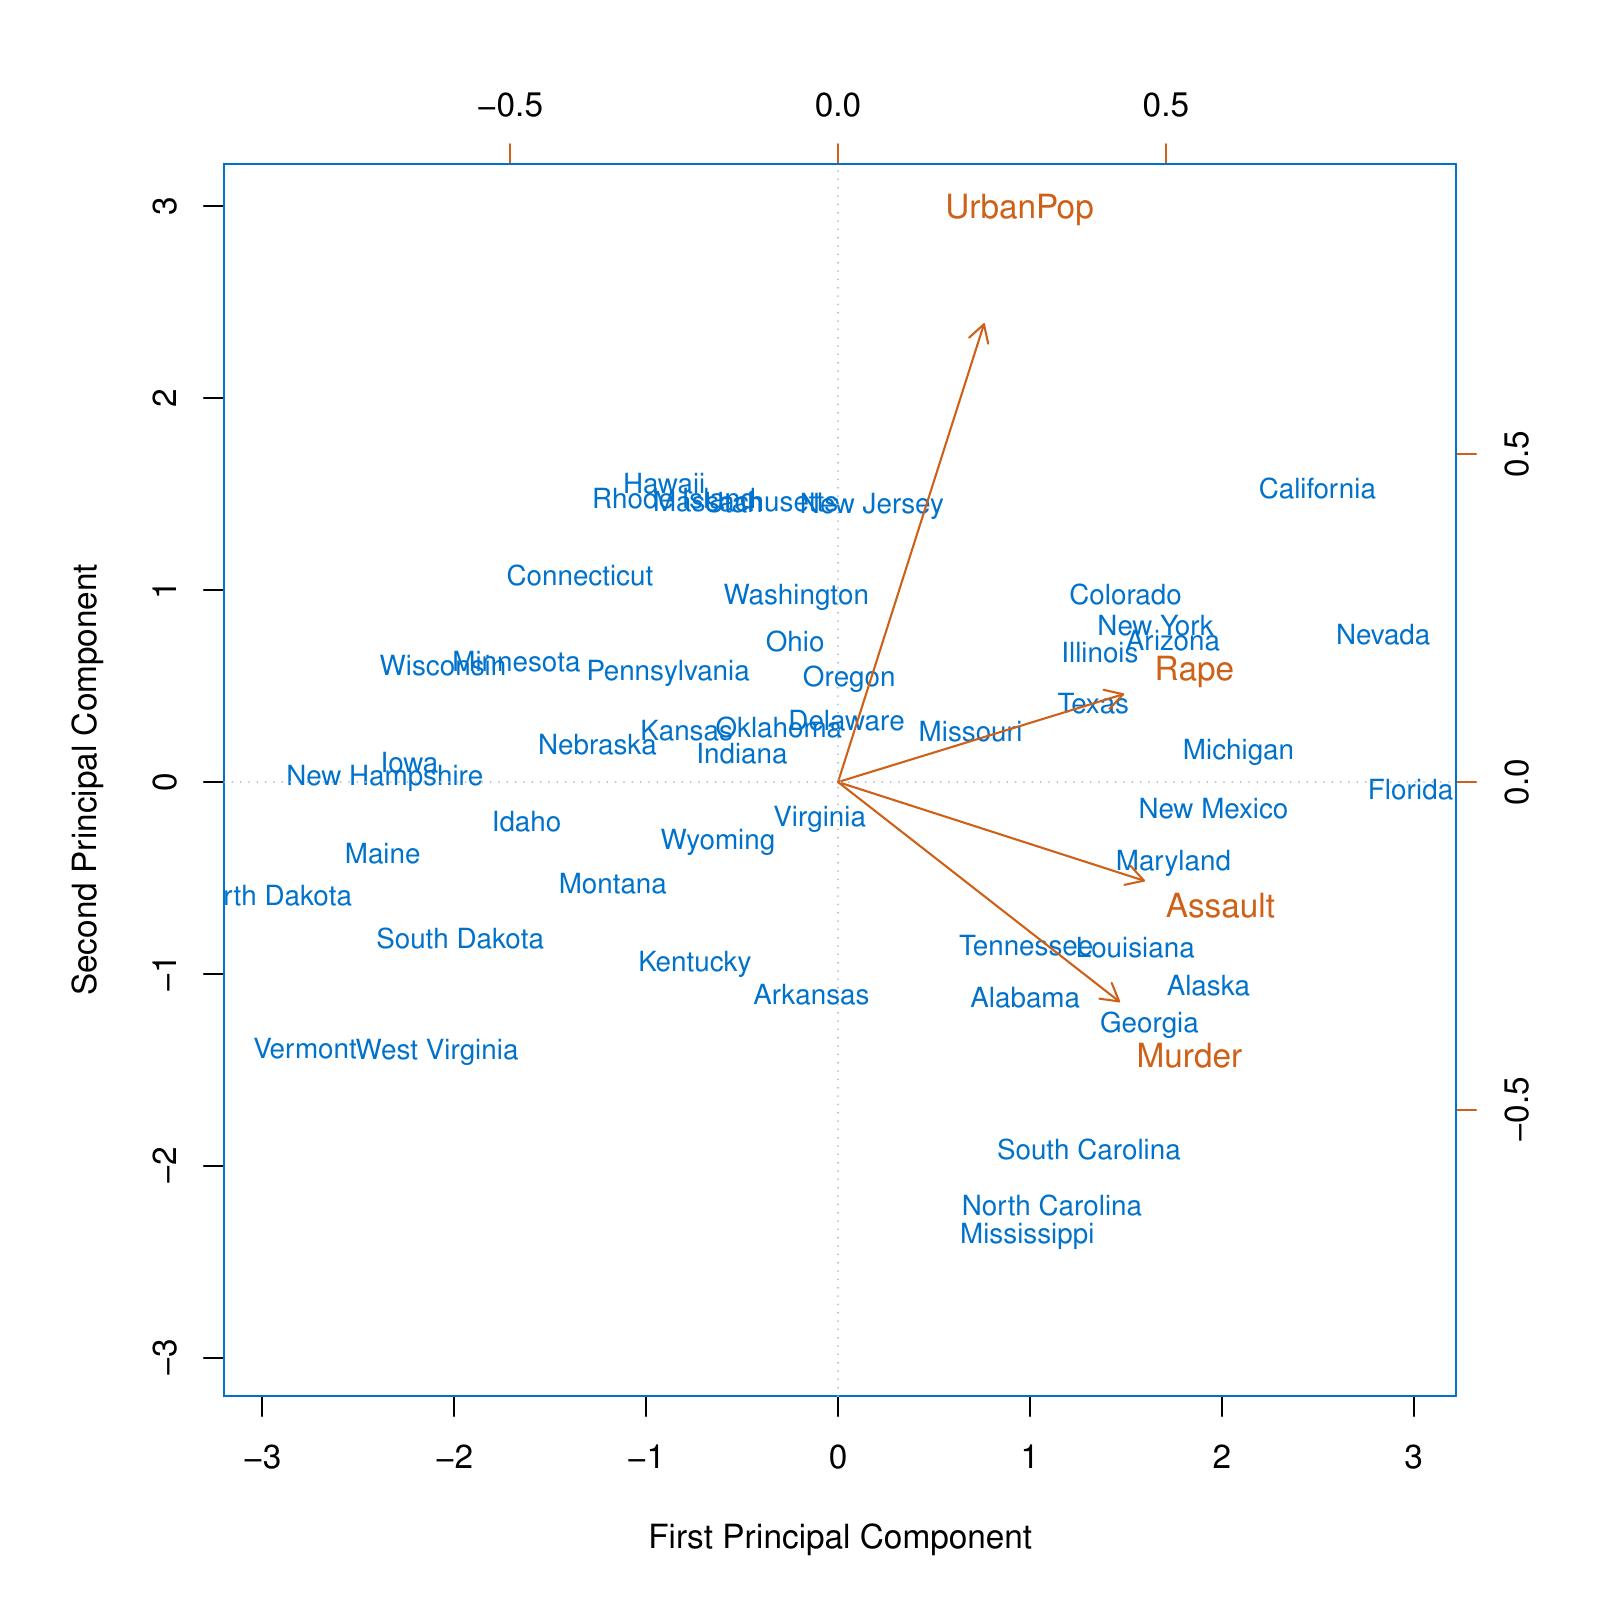 −0.5 0.0 0.5
UrbanPop
3
2
1
0
−1
−2
−3
Second Principal Component
Hawaii
Rhode Island
Massachusetts
Utah
New Jersey
California
Connecticut
Washington
Colorado
New York
Ohio
Arizona
Nevada
Illinois
Wisconsin
Minnesota
Pennsylvania
Rape
Oregon
Texas
Delaware
Kansas
Oklahoma
Missouri
Nebraska
Indiana
Michigan
Iowa
New Hampshire
Florida
New Mexico
Virginia
Idaho
Wyoming
Maine
Maryland
Montana
rth Dakota
Assault
South Dakota
Tennessee
Louisiana
Kentucky
Alaska
Arkansas
Alabama
Georgia
Vermont
West Virginia
Murder
South Carolina
North Carolina
Mississippi
0.5
0.0
−0.5
−3 −2 −1 0 1 2 3
First Principal Component